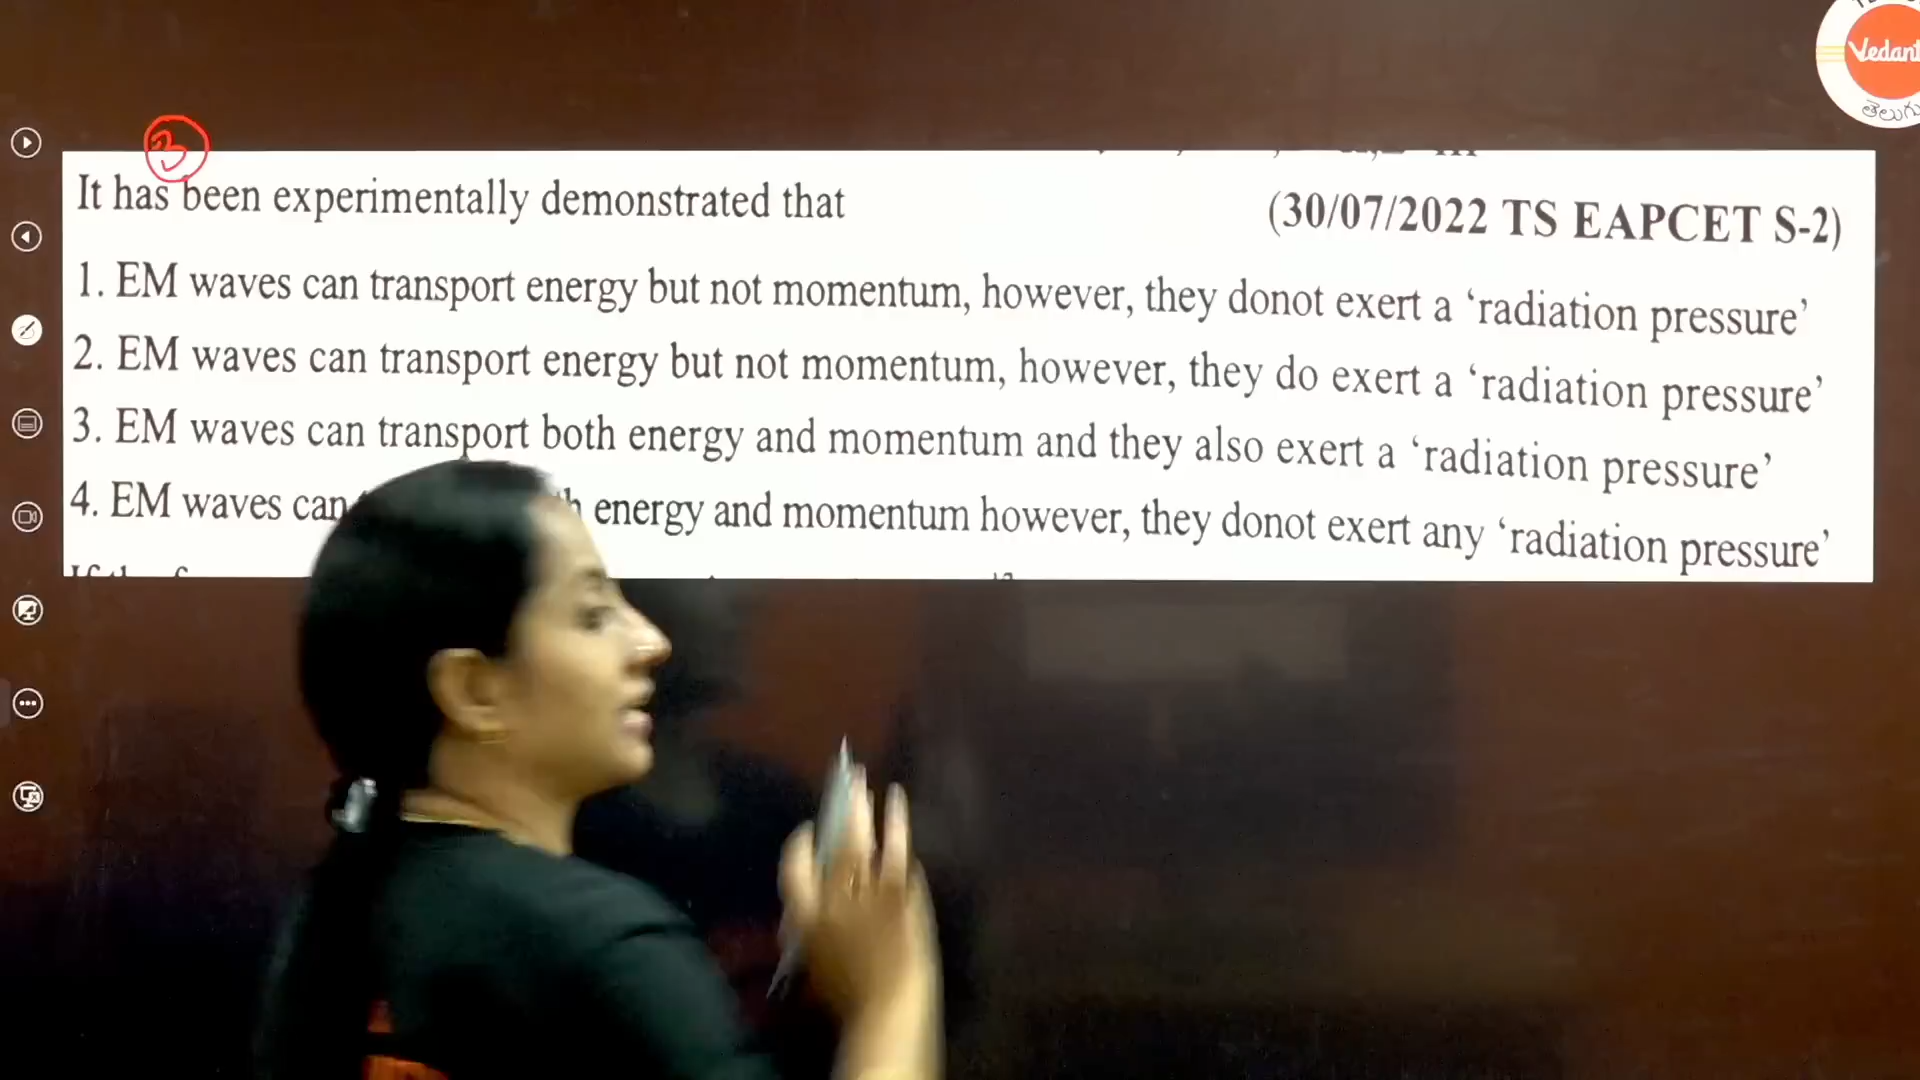 Vedant
తెలుగు
3
It has been experimentally demonstrated that (30/07/2022 TS EAPCET S-2)
1. EM waves can transport energy but not momentum, however, they donot exert a ‘radiation pressure’
2. EM waves can transport energy but not momentum, however, they do exert a ‘radiation pressure’
3. EM waves can transport both energy and momentum and they also exert a ‘radiation pressure’
4. EM waves can energy and momentum however, they donot exert any ‘radiation pressure’